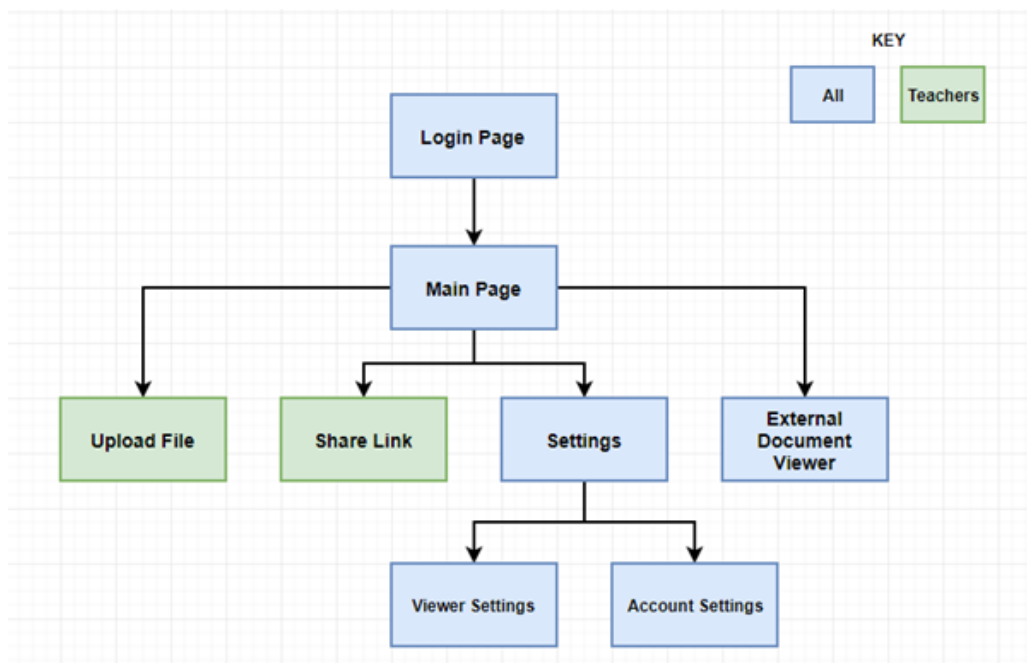 KEY
All
Teachers
Login Page
Main Page
Upload File
Share Link
Settings
External
Document
Viewer
Viewer Settings
Account Settings